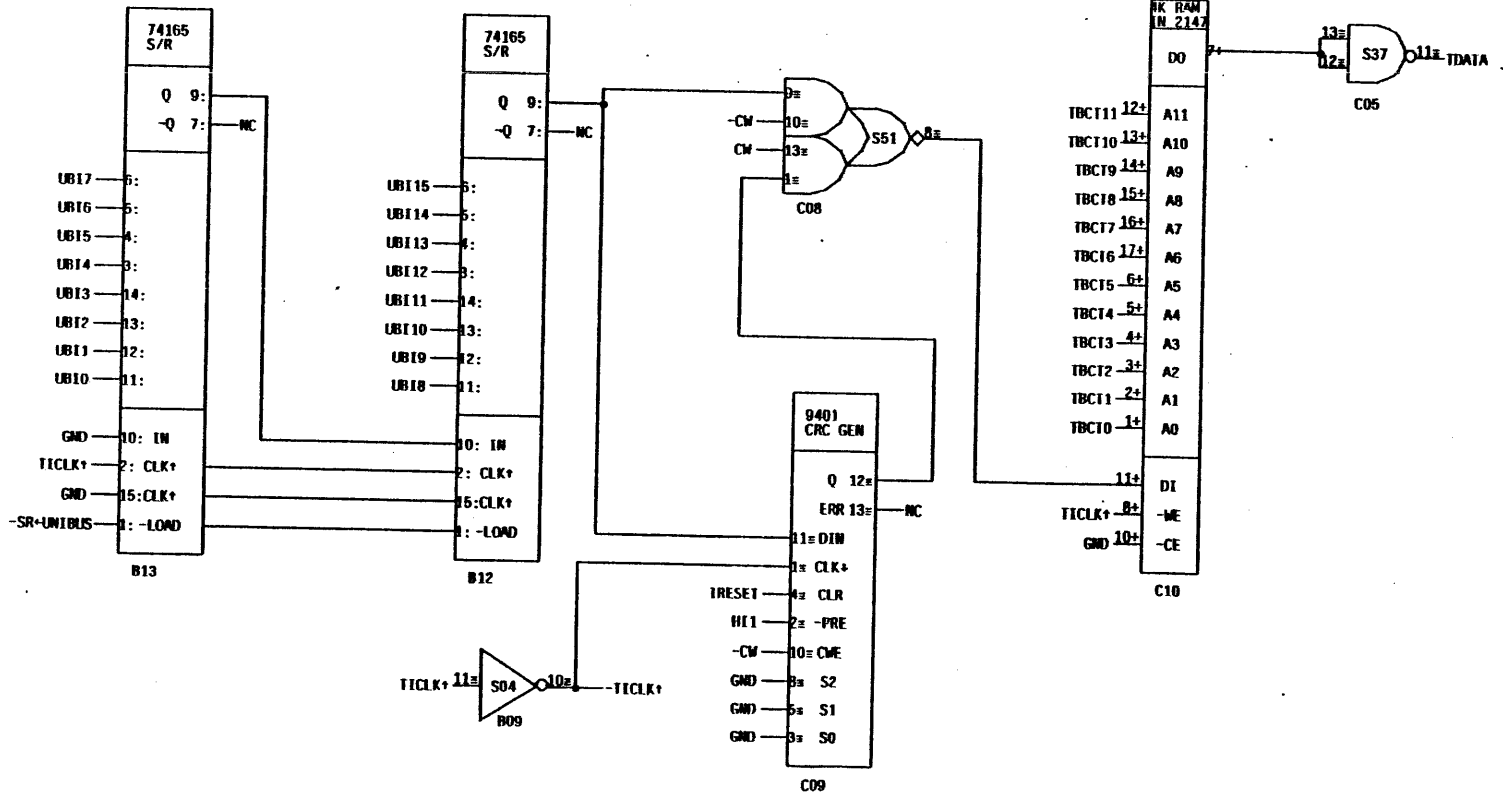 74165
S/R
Q 9:
-Q 7: NC
UBI7 6:
UBI6 5:
UBI5 4:
UBI4 3:
UBI3 14:
UBI2 13:
UBI1 12:
UBI0 11:
GND 10: IN
TICLK↑ 2: CLK↑
GND 15:CLK↑
-SR+UNIBUS 1: -LOAD
B13
74165
S/R
Q 9:
-Q 7: NC
UBI15 6:
UBI14 5:
UBI13 4:
UBI12 3:
UBI11 14:
UBI10 13:
UBI9 12:
UBI8 11:
10: IN
2: CLK↑
15:CLK↑
1: -LOAD
B12
TICLK↑ 11= S04 10= -TICLK↑
B09
9=
-CW 10=
CW 13=
1=
S51 8=
C08
9401
CRC GEN
Q 12=
ERR 13= NC
11= DIN
1= CLK+
TRESET 4= CLR
HI1 2= -PRE
-CW 10= CWE
GND 8= S2
GND 5= S1
GND 3= S0
C09
RAM
IN 2147
DO 7+
TBCT11 12+ A11
TBCT10 13+ A10
TBCT9 14+ A9
TBCT8 15+ A8
TBCT7 16+ A7
TBCT6 17+ A6
TBCT5 6+ A5
TBCT4 5+ A4
TBCT3 4+ A3
TBCT2 3+ A2
TBCT1 2+ A1
TBCT0 1+ A0
11+ DI
TICLK↑ 8+ -WE
GND 10+ -CE
C10
13=
12=
S37 11= TDATA
C05